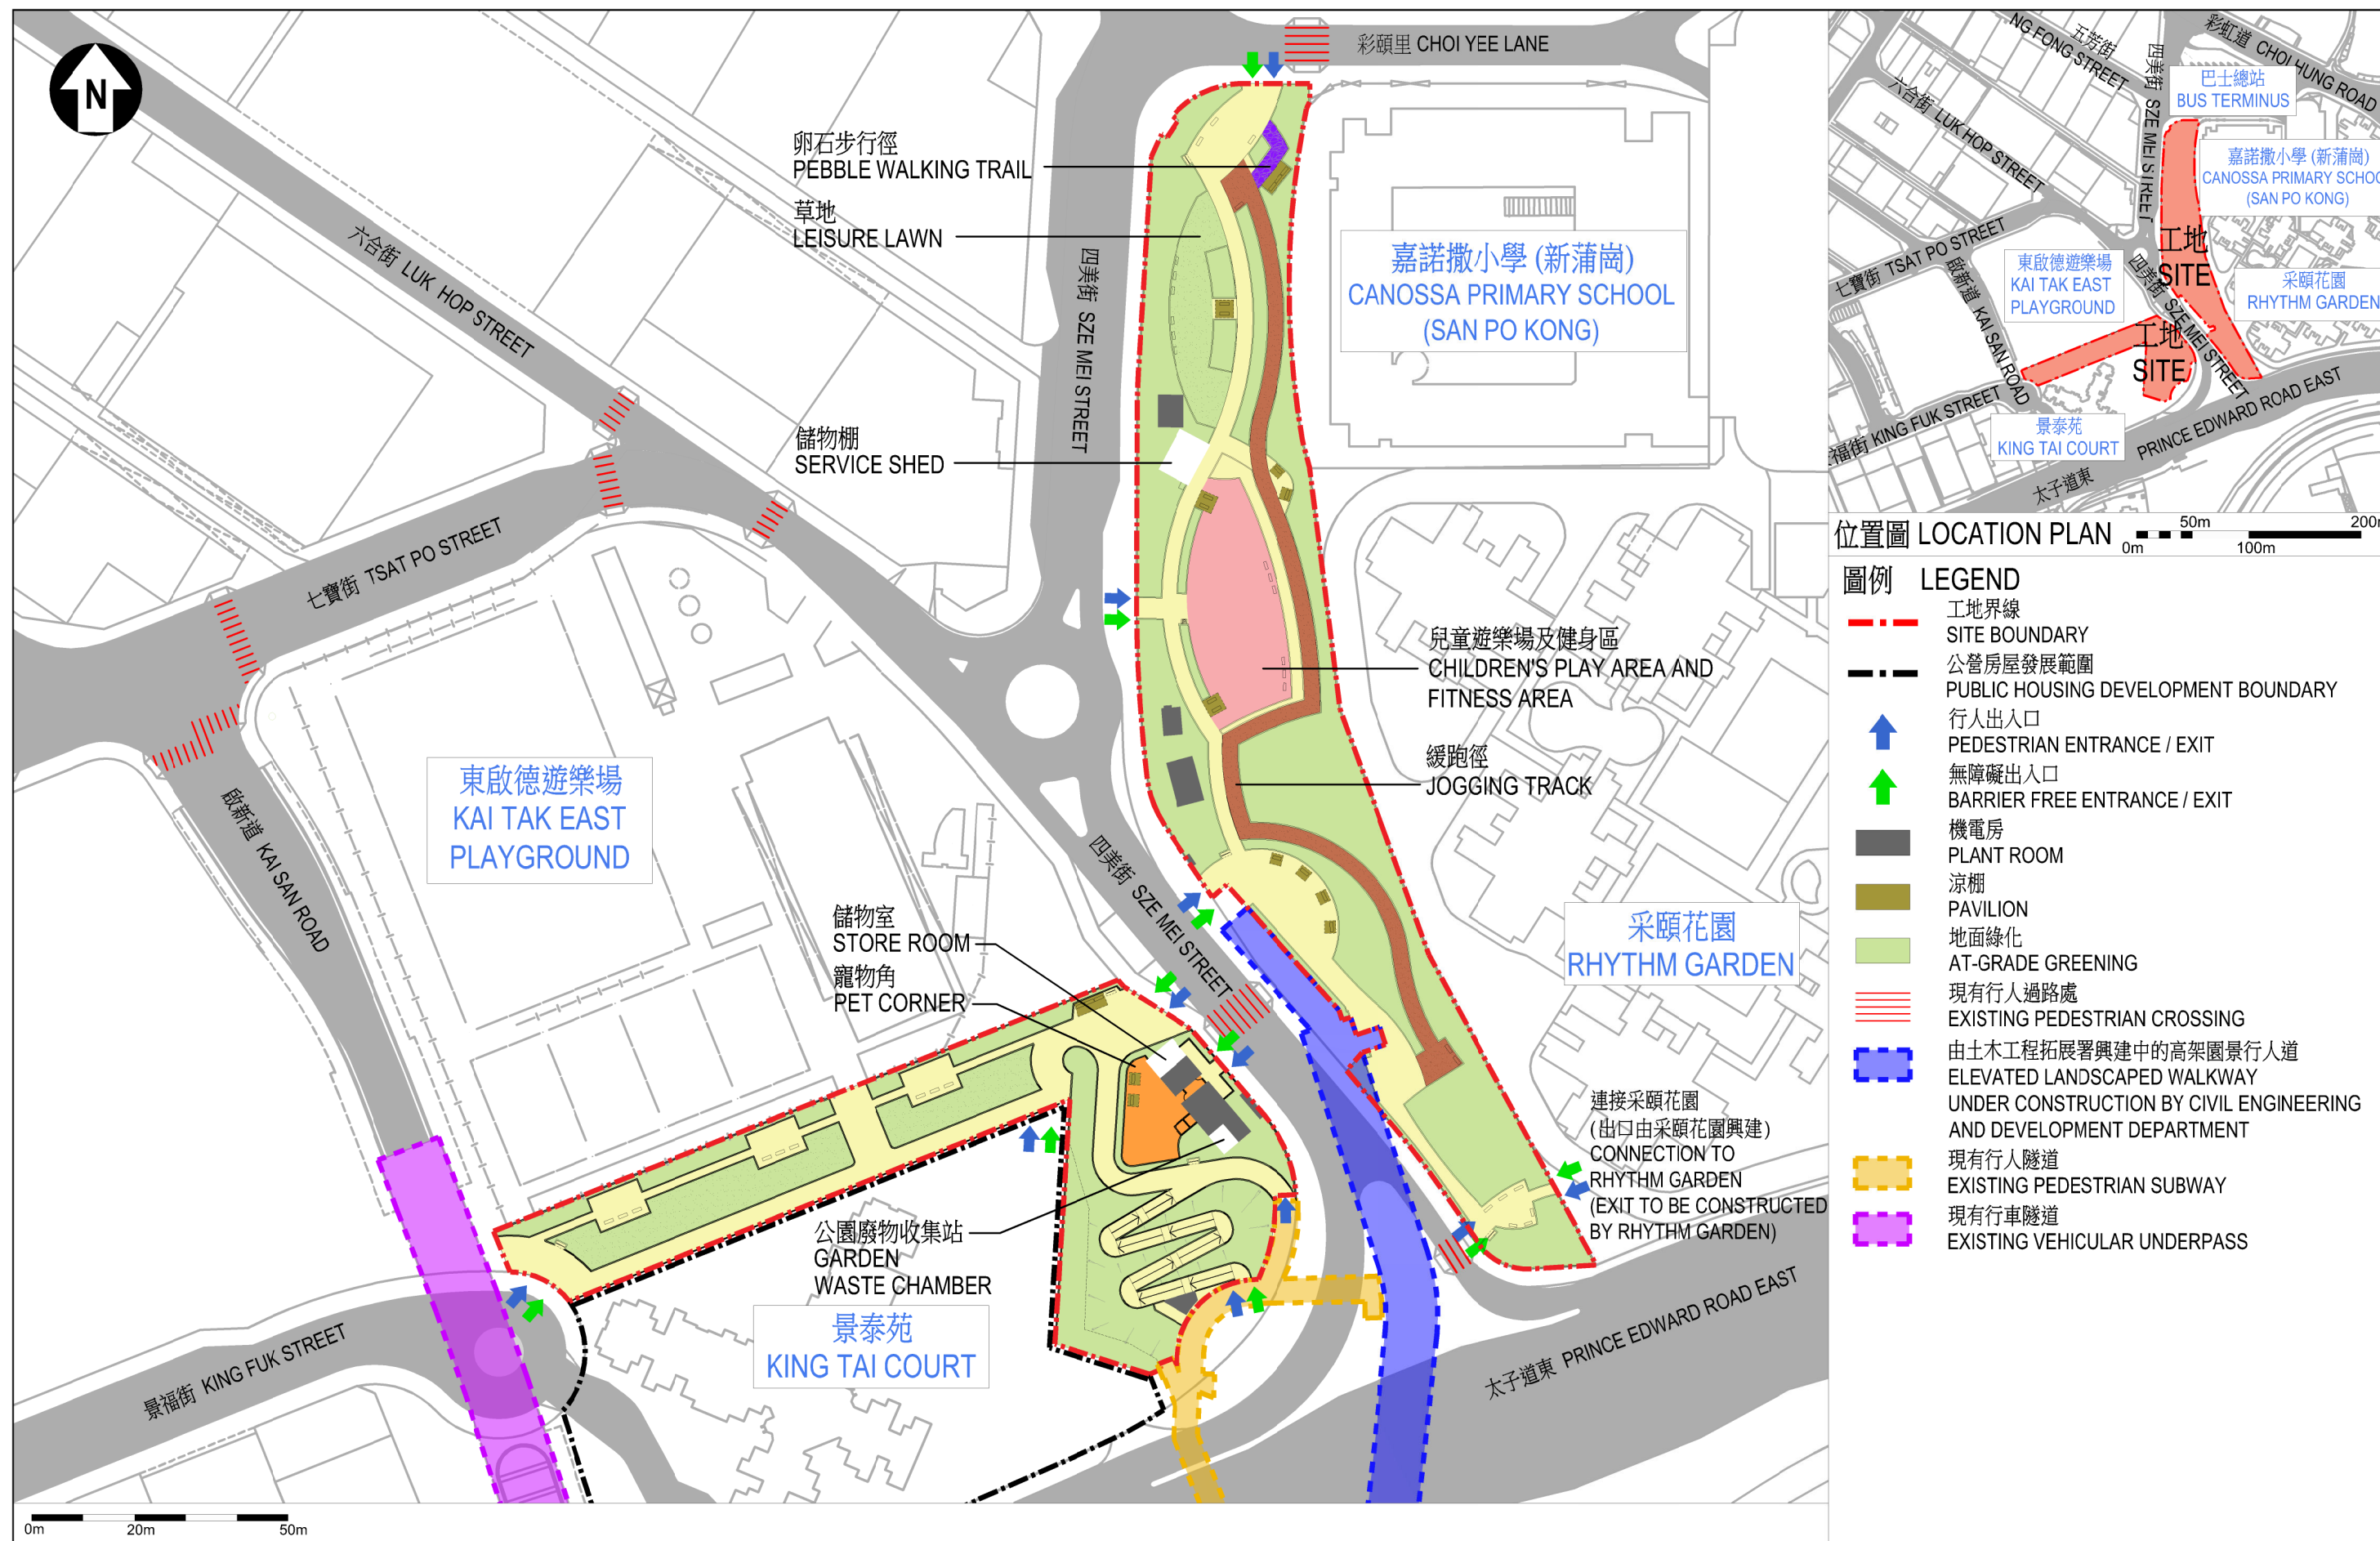 N
彩頤里 CHOI YEE LANE
卵石步行徑
PEBBLE WALKING TRAIL
草地
LEISURE LAWN
六合街 LUK HOP STREET
四美街 SZE MEI STREET
嘉諾撒小學 (新蒲崗)
CANOSSA PRIMARY SCHOOL
(SAN PO KONG)
儲物棚
SERVICE SHED
七寶街 TSAT PO STREET
兒童遊樂場及健身區
CHILDREN'S PLAY AREA AND
FITNESS AREA
緩跑徑
JOGGING TRACK
東啟德遊樂場
KAI TAK EAST
PLAYGROUND
啟新道 KAI SAN ROAD
四美街 SZE MEI STREET
儲物室
STORE ROOM
寵物角
PET CORNER
采頤花園
RHYTHM GARDEN
連接采頤花園
(出口由采頤花園興建)
CONNECTION TO
RHYTHM GARDEN
(EXIT TO BE CONSTRUCTED
BY RHYTHM GARDEN)
公園廢物收集站
GARDEN
WASTE CHAMBER
景泰苑
KING TAI COURT
景福街 KING FUK STREET
太子道東 PRINCE EDWARD ROAD EAST
0m 20m 50m
NG FONG STREET
五芳街
四美街 SZE MEI STREET
彩虹道 CHOI HUNG ROAD
巴士總站
BUS TERMINUS
六合街 LUK HOP STREET
嘉諾撒小學 (新蒲崗)
CANOSSA PRIMARY SCHOO
(SAN PO KONG)
七寶街 TSAT PO STREET
工地
SITE
東啟德遊樂場
KAI TAK EAST
PLAYGROUND
啟新道 KAI SAN ROAD
四美街 SZE MEI STREET
采頤花園
RHYTHM GARDEN
工地
SITE
福街 KING FUK STREET
景泰苑
KING TAI COURT
太子道東
PRINCE EDWARD ROAD EAST
位置圖 LOCATION PLAN
0m 50m 100m 200m
圖例 LEGEND
工地界線
SITE BOUNDARY
公營房屋發展範圍
PUBLIC HOUSING DEVELOPMENT BOUNDARY
行人出入口
PEDESTRIAN ENTRANCE / EXIT
無障礙出入口
BARRIER FREE ENTRANCE / EXIT
機電房
PLANT ROOM
涼棚
PAVILION
地面綠化
AT-GRADE GREENING
現有行人過路處
EXISTING PEDESTRIAN CROSSING
由土木工程拓展署興建中的高架園景行人道
ELEVATED LANDSCAPED WALKWAY
UNDER CONSTRUCTION BY CIVIL ENGINEERING
AND DEVELOPMENT DEPARTMENT
現有行人隧道
EXISTING PEDESTRIAN SUBWAY
現有行車隧道
EXISTING VEHICULAR UNDERPASS